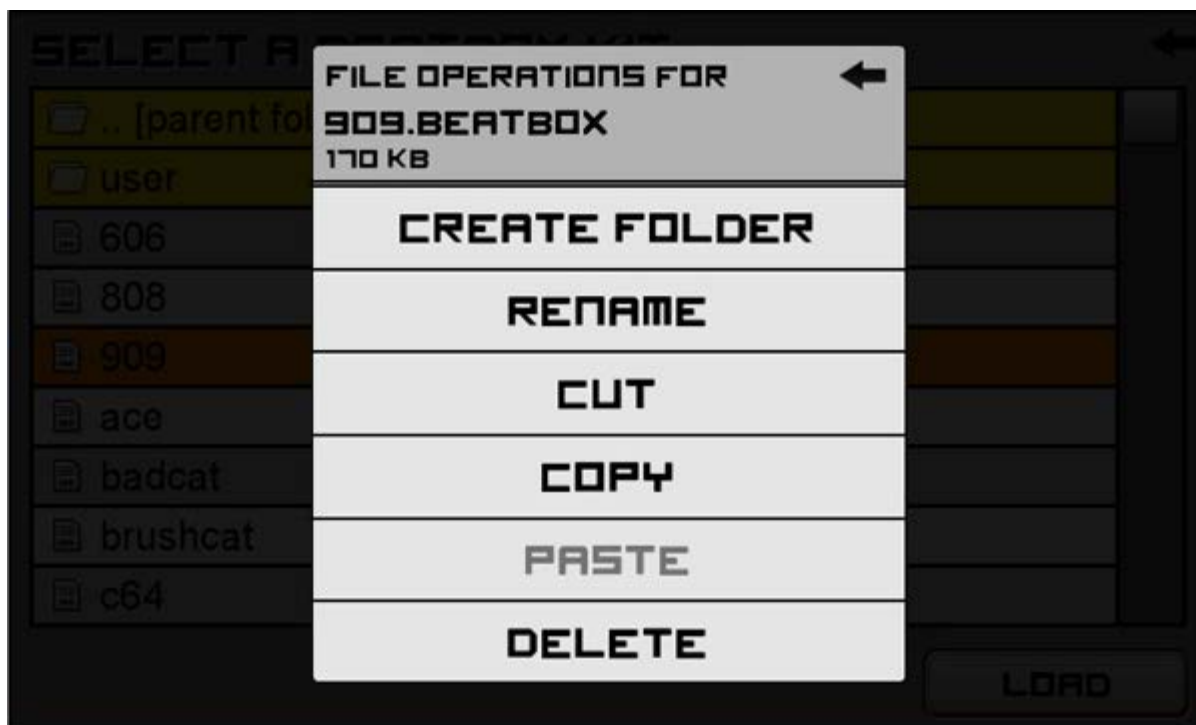 SELECT A
FILE OPERATIONS FOR
909.BEATBOX
170 KB
.. [parent fol
user
CREATE FOLDER
606
808
RENAME
909
CUT
ace
badcat
COPY
brushcat
PASTE
c64
DELETE
LOAD